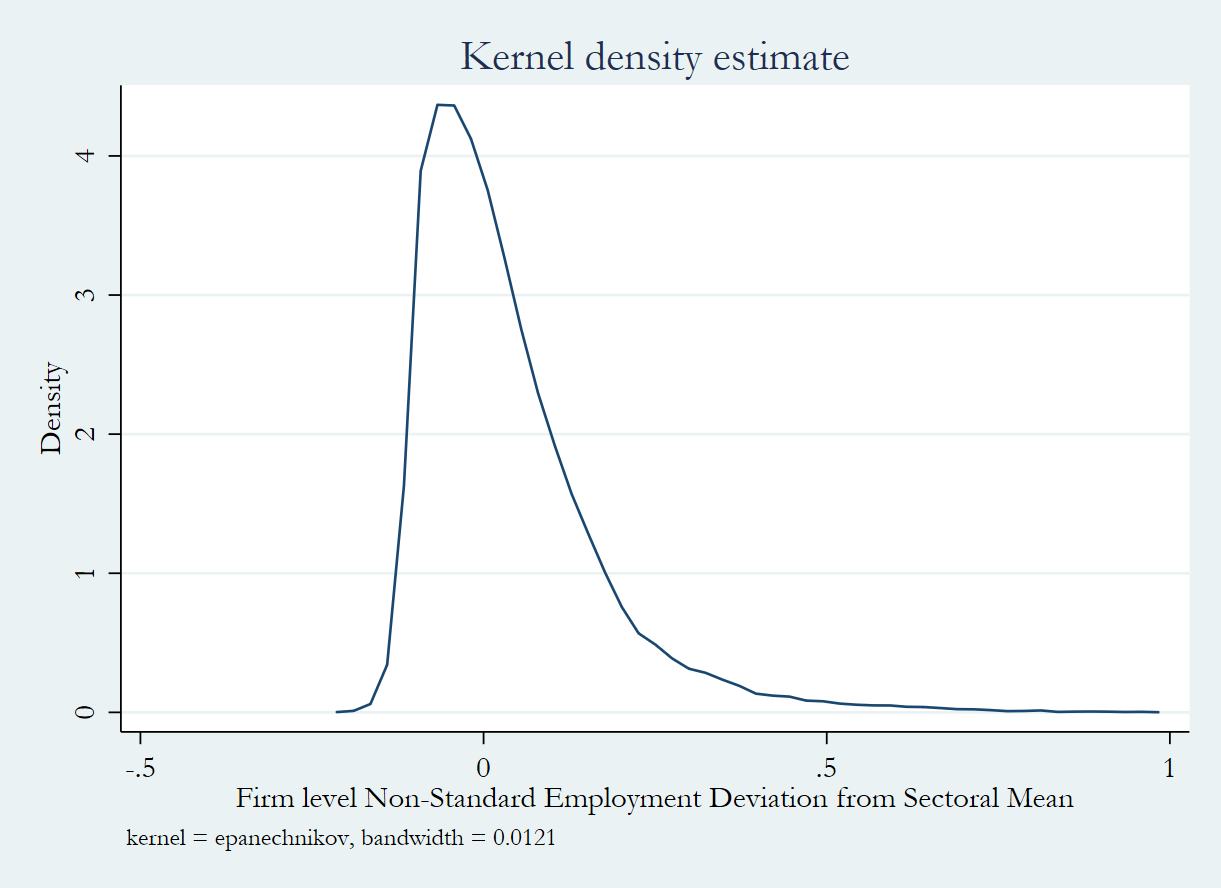 Kernel density estimate
Density
4
3
2
1
0
-.5 0 .5 1
Firm level Non-Standard Employment Deviation from Sectoral Mean
kernel = epanechnikov, bandwidth = 0.0121